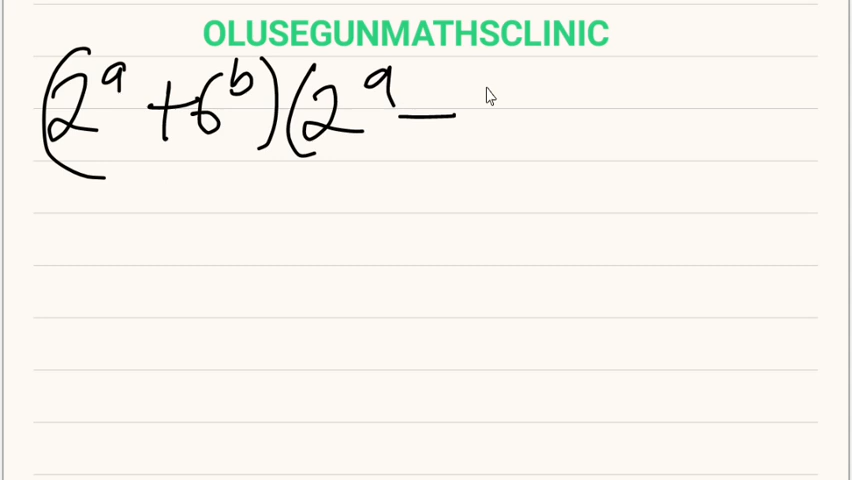 OLUSEGUNMATHSCLINIC
(2^a + 6^b)(2^a —